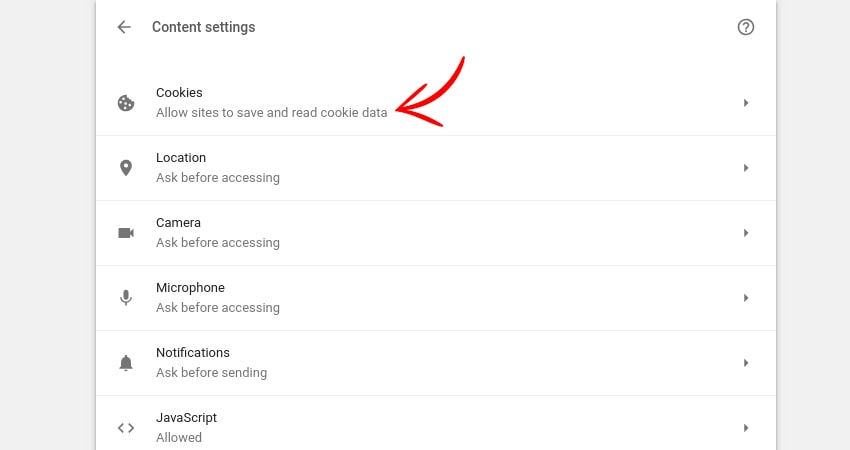 Content settings
Cookies
Allow sites to save and read cookie data
Location
Ask before accessing
Camera
Ask before accessing
Microphone
Ask before accessing
Notifications
Ask before sending
JavaScript
Allowed